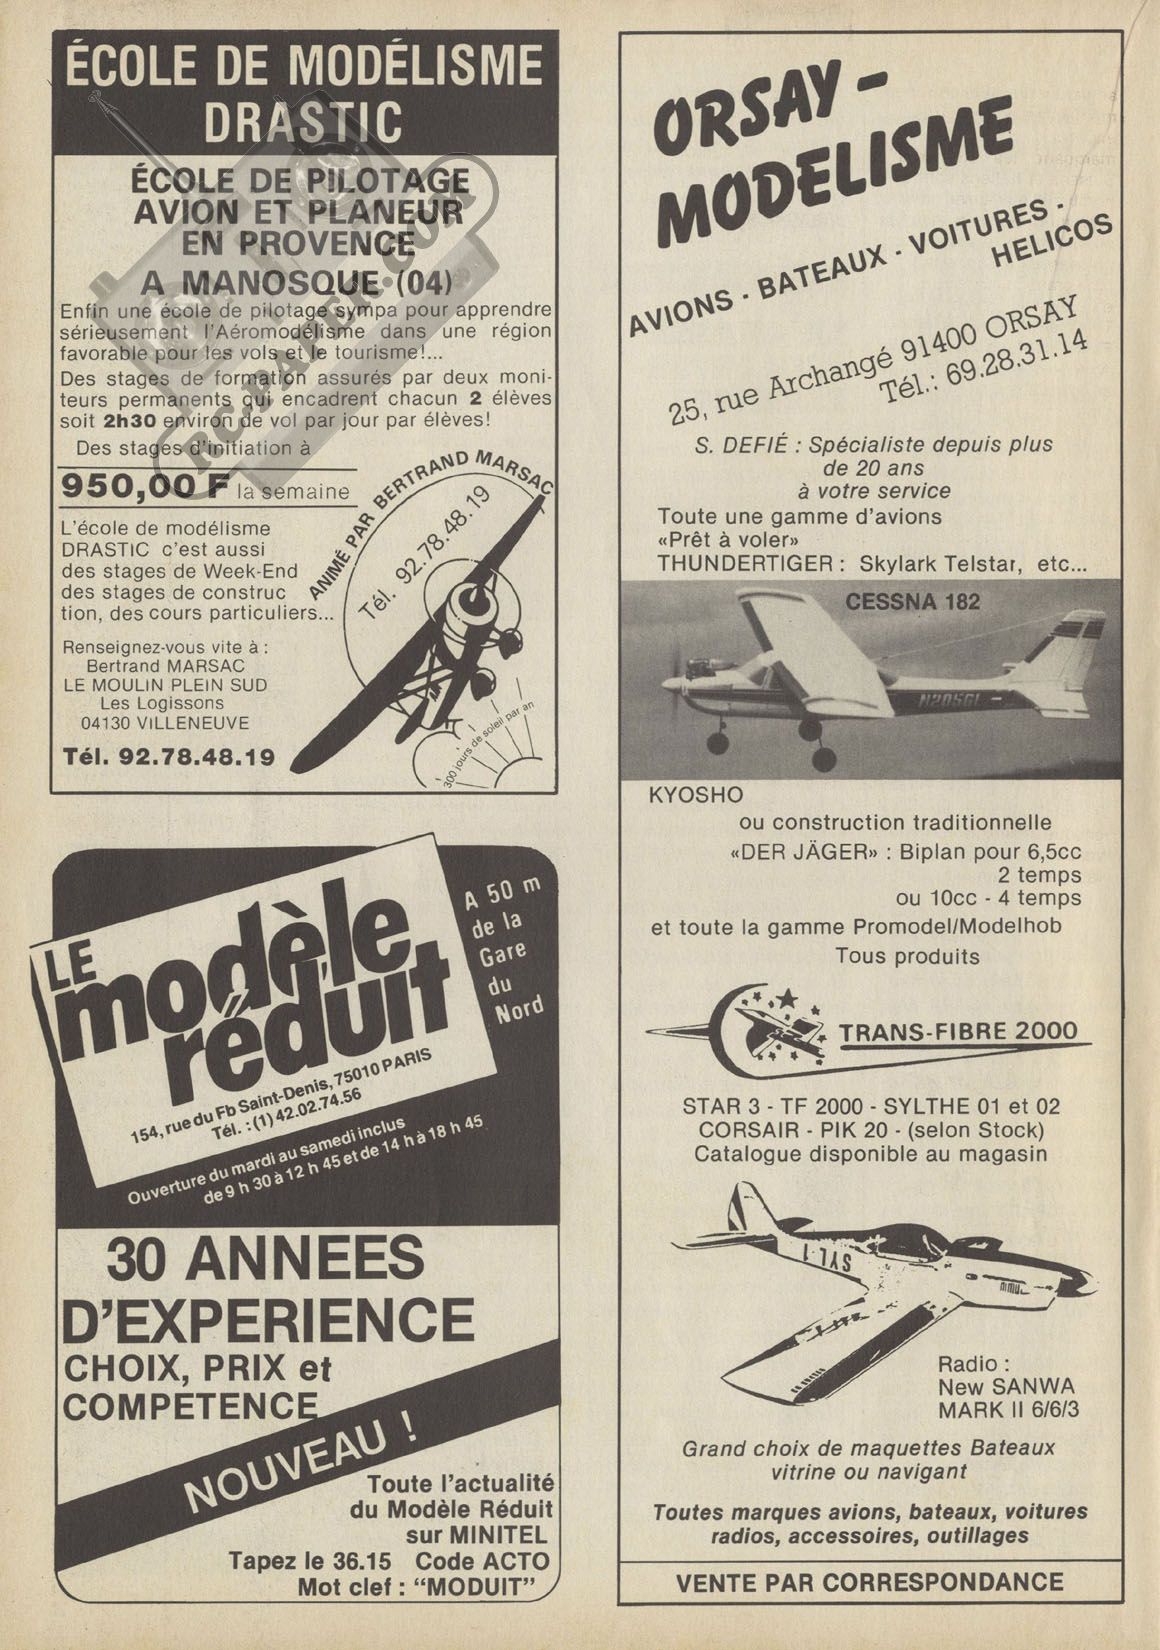 ÉCOLE DE MODÉLISME
DRASTIC
ÉCOLE DE PILOTAGE
AVION ET PLANEUR
EN PROVENCE
A MANOSQUE (04)
Enfin une école de pilotage sympa pour apprendre
sérieusement l'Aéromodélisme dans une région
favorable pour les vols et le tourisme!...
Des stages de formation assurés par deux moni-
teurs permanents qui encadrent chacun 2 élèves
soit 2h30 environ de vol par jour par élèves!
Des stages d'initiation à
950,00 F la semaine
L'école de modélisme
DRASTIC c'est aussi
des stages de Week-End
des stages de construc
tion, des cours particuliers...
Renseignez-vous vite à :
Bertrand MARSAC
LE MOULIN PLEIN SUD
Les Logissons
04130 VILLENEUVE
Tél. 92.78.48.19
ANIMÉ PAR BERTRAND MARSAC
Tél. 92.78.48.19
300 jours de soleil par an
RC-PAPER.COM
LE
modèle
réduit
154, rue du Fb Saint-Denis, 75010 PARIS
Tél. : (1) 42.02.74.56
A 50 m
de la
Gare
du
Nord
Ouverture du mardi au samedi inclus
de 9 h 30 à 12 h 45 et de 14 h à 18 h 45
30 ANNEES
D'EXPERIENCE
CHOIX, PRIX et
COMPETENCE
NOUVEAU !
Toute l'actualité
du Modèle Réduit
sur MINITEL
Tapez le 36.15 Code ACTO
Mot clef : “MODUIT”
ORSAY -
MODELISME
AVIONS - BATEAUX - VOITURES -
HELICOS
25, rue Archangé 91400 ORSAY
Tél.: 69.28.31.14
S. DEFIÉ : Spécialiste depuis plus
de 20 ans
à votre service
Toute une gamme d'avions
«Prêt à voler»
THUNDERTIGER : Skylark Telstar, etc...
CESSNA 182
N205GL
KYOSHO
ou construction traditionnelle
«DER JÄGER» : Biplan pour 6,5cc
2 temps
ou 10cc - 4 temps
et toute la gamme Promodel/Modelhob
Tous produits
TRANS-FIBRE 2000
STAR 3 - TF 2000 - SYLTHE 01 et 02
CORSAIR - PIK 20 - (selon Stock)
Catalogue disponible au magasin
SYL-1
Radio :
New SANWA
MARK II 6/6/3
Grand choix de maquettes Bateaux
vitrine ou navigant
Toutes marques avions, bateaux, voitures
radios, accessoires, outillages
VENTE PAR CORRESPONDANCE